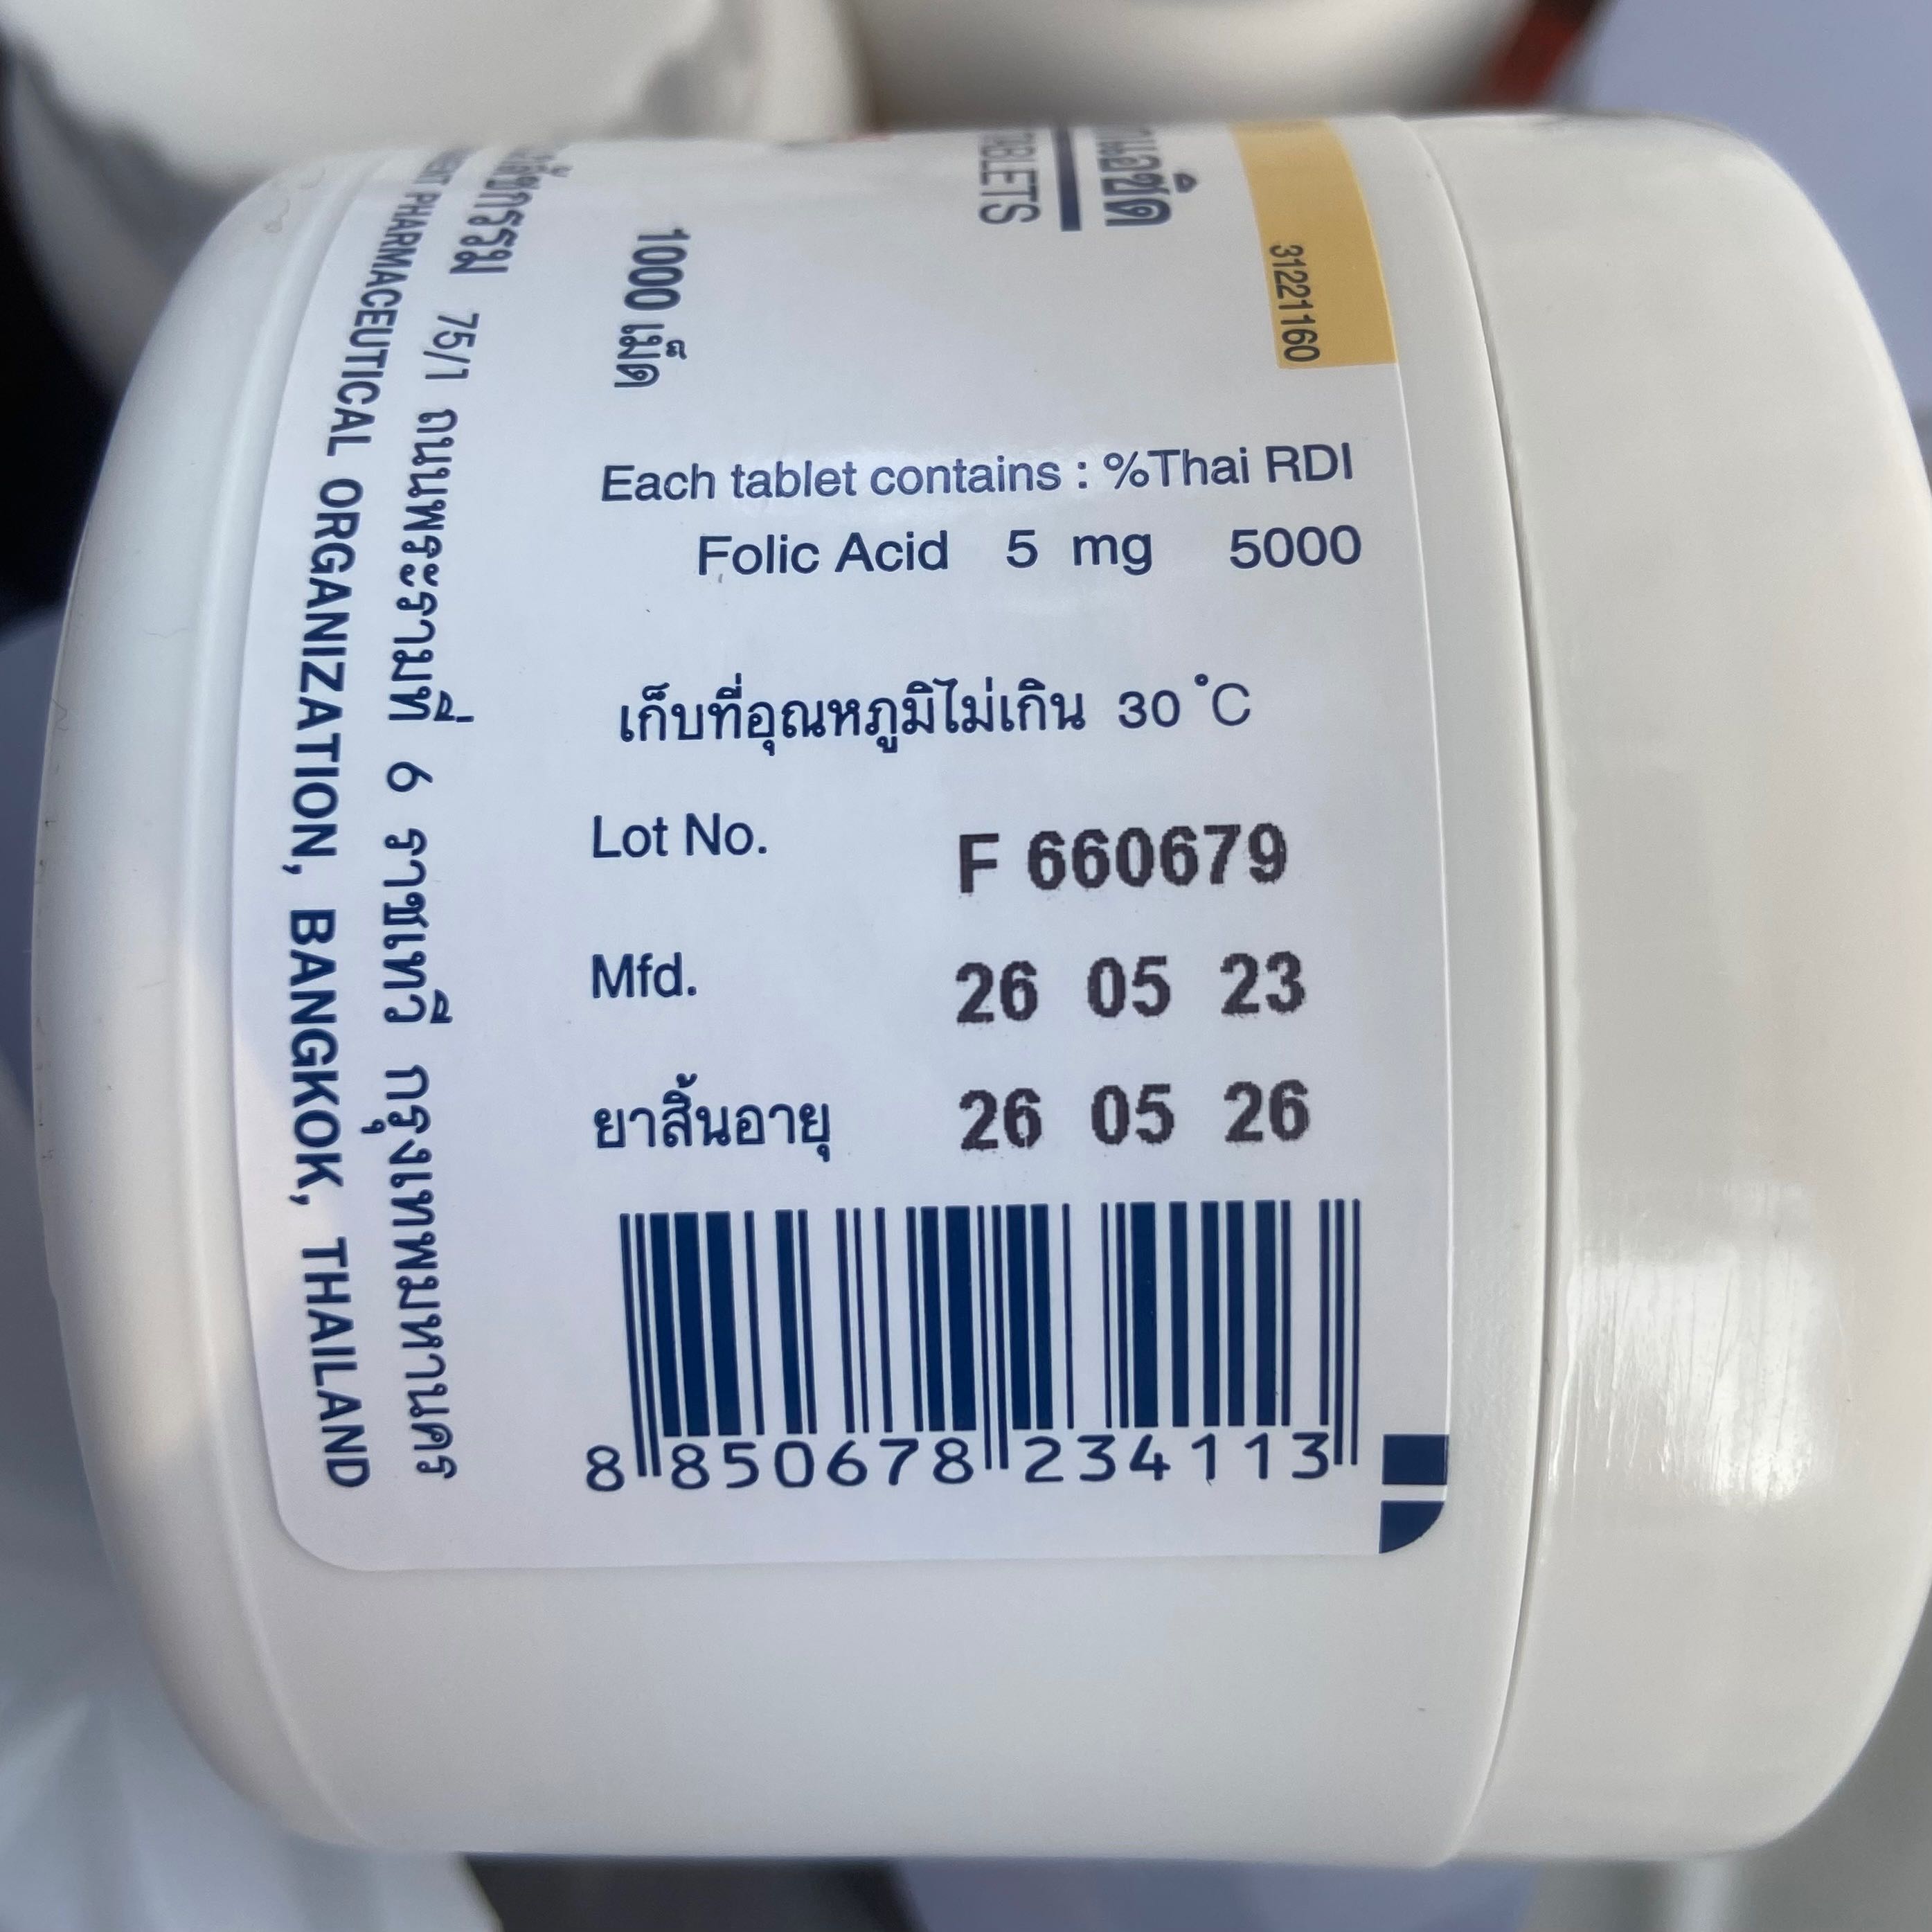 Each tablet contains : %Thai RDI
Folic Acid 5 mg 5000
เก็บที่อุณหภูมิไม่เกิน 30 °C
Lot No. F 660679
Mfd. 26 05 23
ยาสิ้นอายุ 26 05 26
8 850678 234113
31221160
TABLETS
1000 เม็ด
75/1 ถนนพระรามที่ 6 ราชเทวี กรุงเทพมหานคร
PHARMACEUTICAL ORGANIZATION, BANGKOK, THAILAND